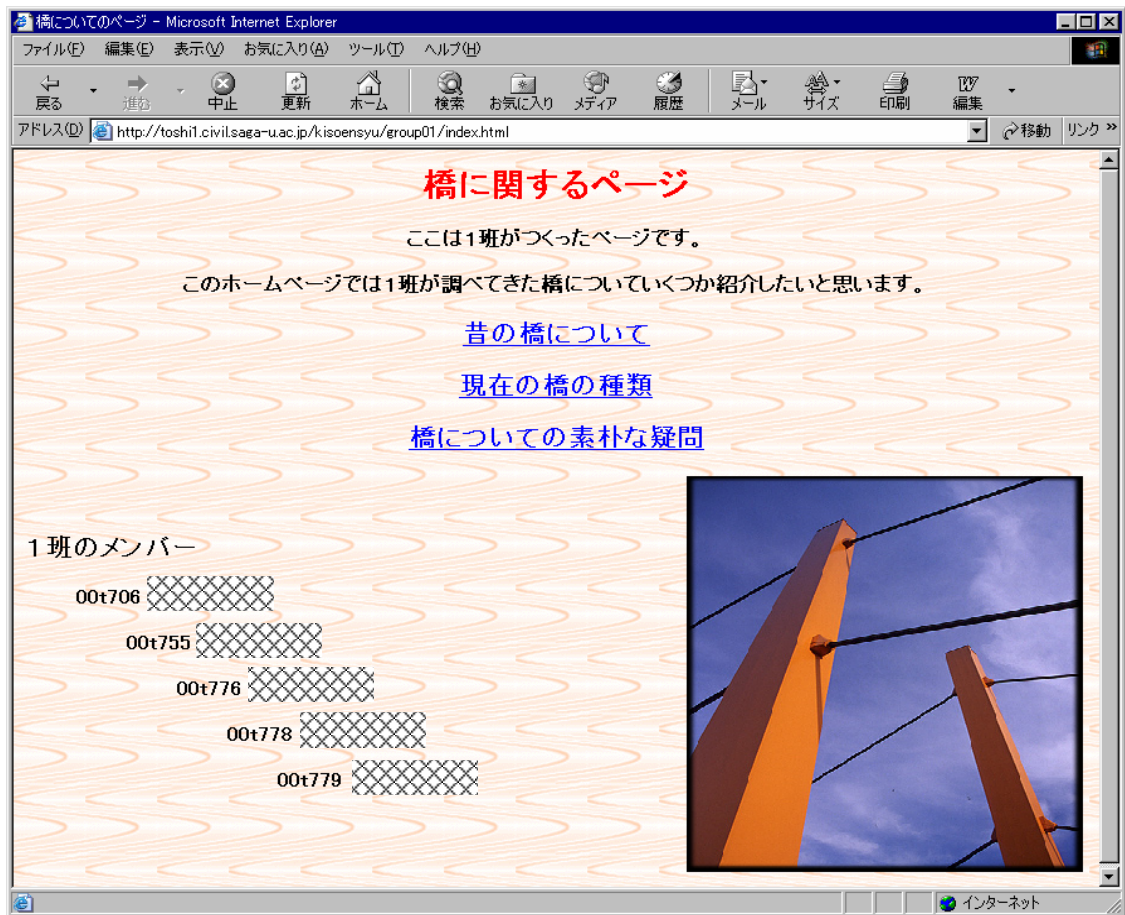 橋についてのページ - Microsoft Internet Explorer
ファイル(F) 編集(E) 表示(V) お気に入り(A) ツール(T) ヘルプ(H)
戻る 進む 中止 更新 ホーム 検索 お気に入り メディア 履歴 メール サイズ 印刷 編集
アドレス(D) http://toshi1.civil.saga-u.ac.jp/kisoensyu/group01/index.html 移動 リンク »
橋に関するページ
ここは1班がつくったページです。
このホームページでは1班が調べてきた橋についていくつか紹介したいと思います。
昔の橋について
現在の橋の種類
橋についての素朴な疑問
1班のメンバー
00t706
00t755
00t776
00t778
00t779
インターネット